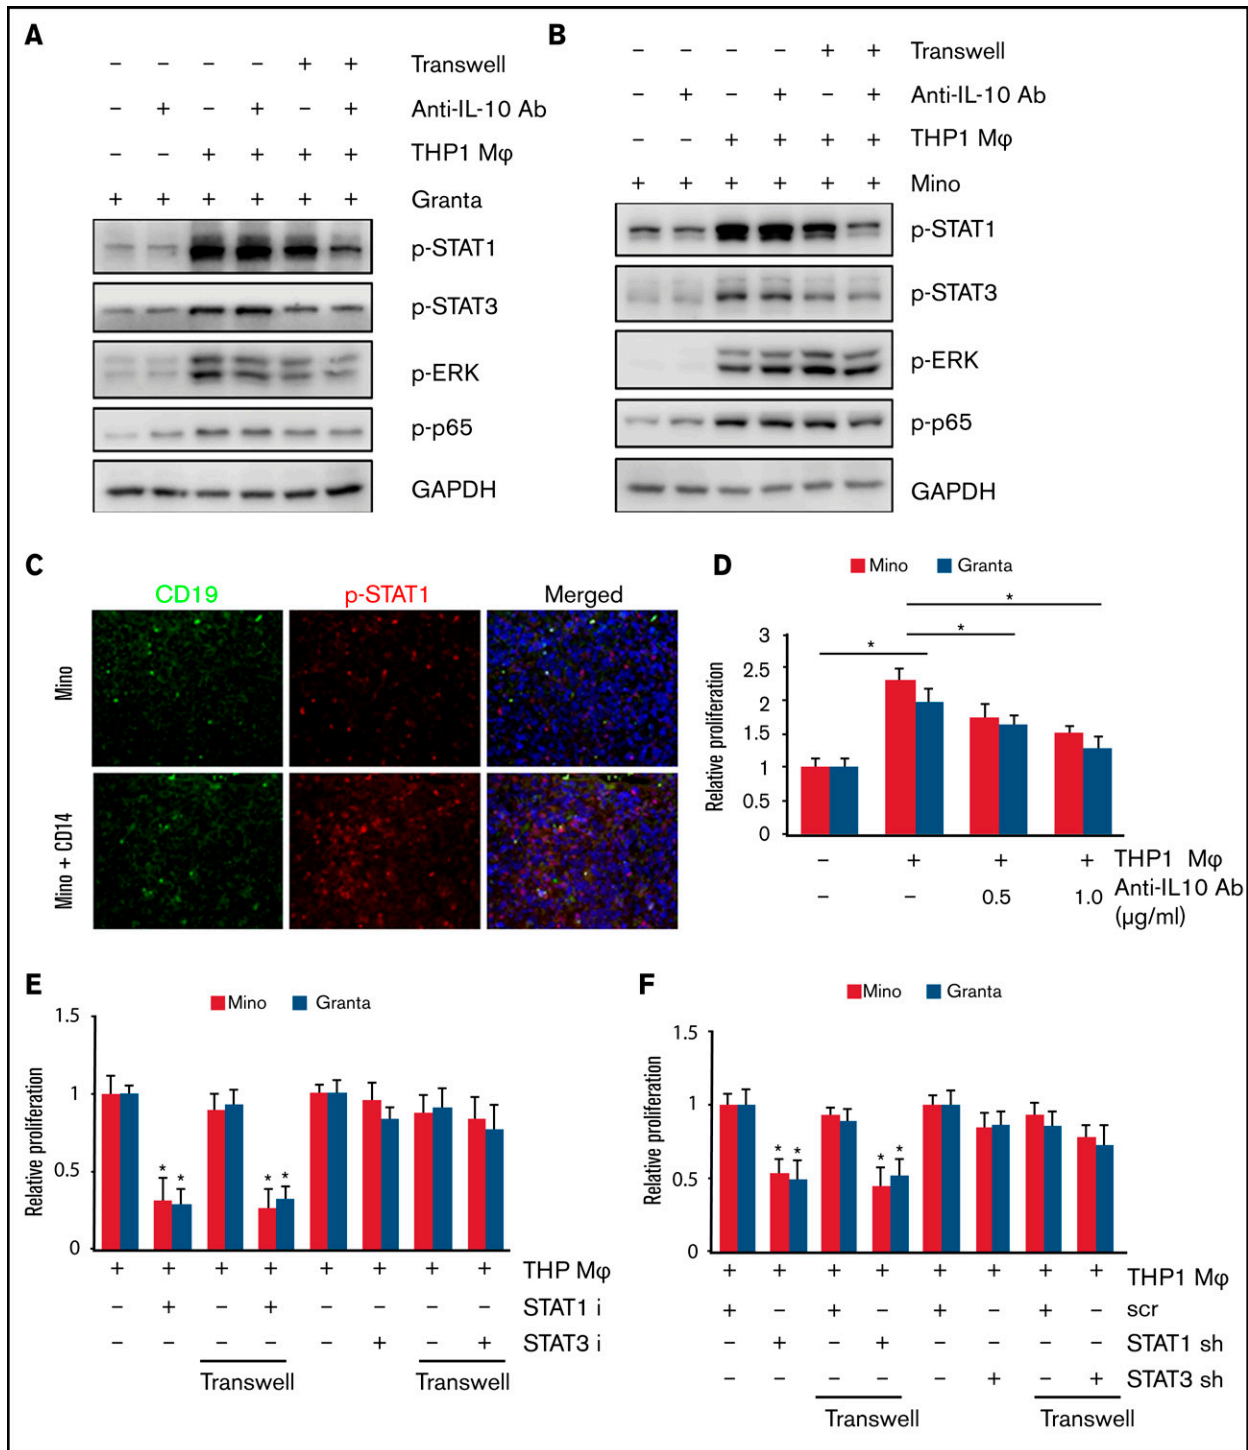 A
– – – – + + Transwell
– + – + – + Anti-IL-10 Ab
– – + + + + THP1 Mφ
+ + + + + + Granta
p-STAT1
p-STAT3
p-ERK
p-p65
GAPDH
B
– – – – + + Transwell
– + – + – + Anti-IL-10 Ab
– – + + + + THP1 Mφ
+ + + + + + Mino
p-STAT1
p-STAT3
p-ERK
p-p65
GAPDH
C
CD19 p-STAT1 Merged
Mino
Mino + CD14
D
Mino Granta
Relative proliferation
3
2.5
2
1.5
1
0.5
0
*
*
*
– + + + THP1 Mφ
– – 0.5 1.0 Anti-IL10 Ab
(µg/ml)
E
Mino Granta
Relative proliferation
1.5
1
0.5
0
* * * *
+ + + + + + + + THP Mφ
– + – + – – – – STAT1 i
– – – – – + – + STAT3 i
Transwell Transwell
F
Mino Granta
Relative proliferation
1.5
1
0.5
0
* * * *
+ + + + + + + + THP1 Mφ
+ – + – + – + – scr
– + – + – – – – STAT1 sh
– – – – – + – + STAT3 sh
Transwell Transwell